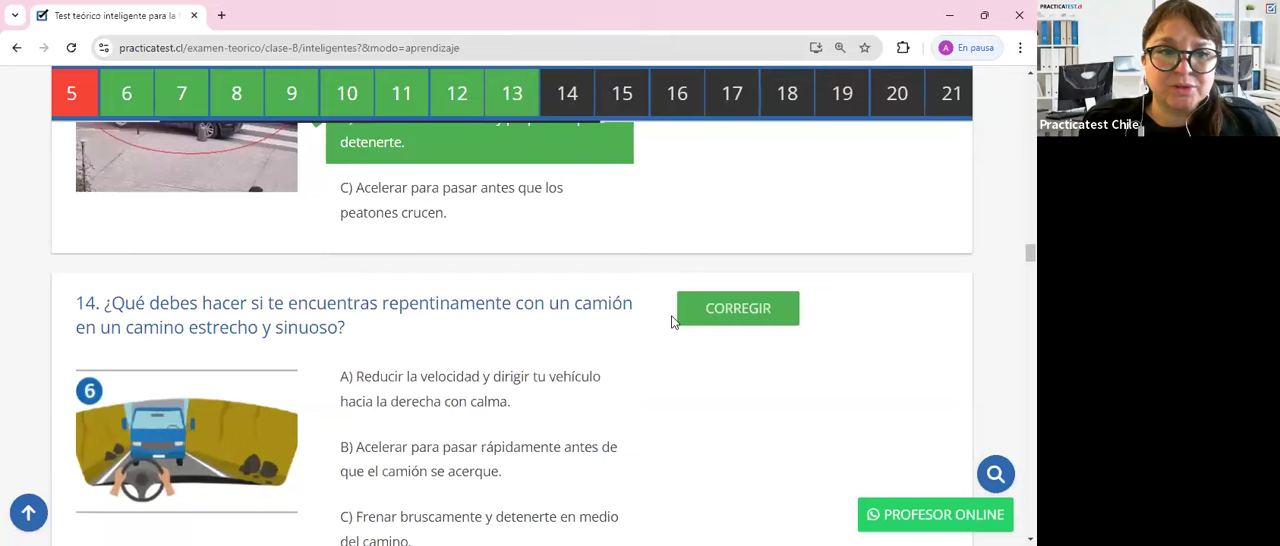 Test teórico inteligente para la
practicatest.cl/examen-teorico/clase-B/inteligentes?&modo=aprendizaje
A
En pausa
PRACTICATEST.cl
Practicatest Chile
5 6 7 8 9 10 11 12 13 14 15 16 17 18 19 20 21
detenerte.
C) Acelerar para pasar antes que los
peatones crucen.
14. ¿Qué debes hacer si te encuentras repentinamente con un camión
en un camino estrecho y sinuoso?
CORREGIR
6
A) Reducir la velocidad y dirigir tu vehículo
hacia la derecha con calma.
B) Acelerar para pasar rápidamente antes de
que el camión se acerque.
C) Frenar bruscamente y detenerte en medio
del camino.
PROFESOR ONLINE